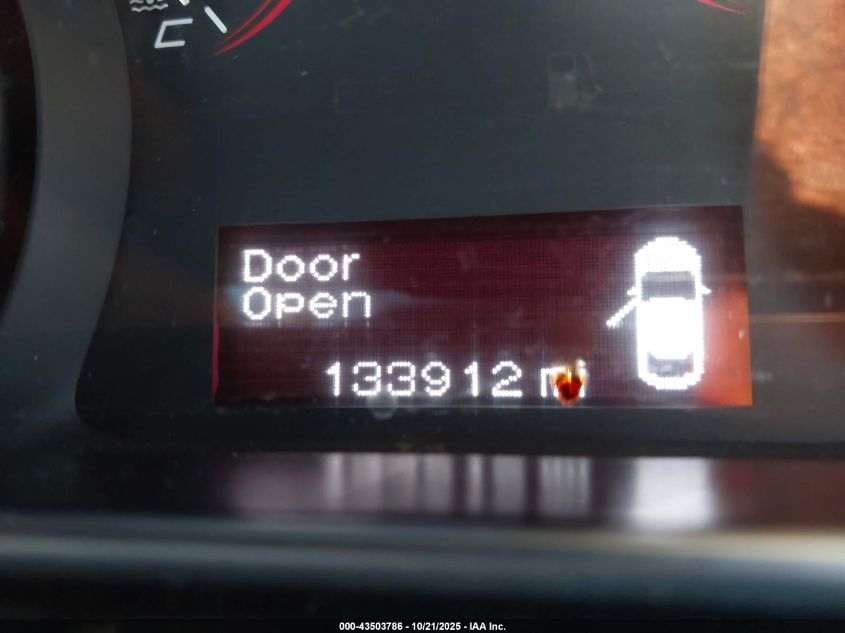 Door
Open
133912 mi
000-43503786 - 10/21/2025 - IAA Inc.